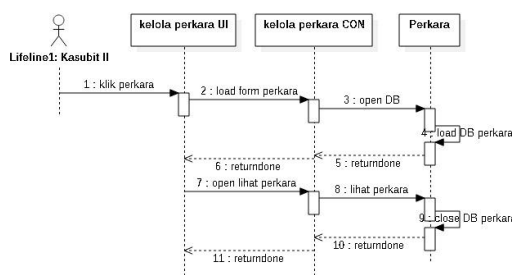 kelola perkara UI
kelola perkara CON
Perkara
Lifeline1: Kasubit II
1 : klik perkara
2 : load form perkara
3 : open DB
4 : load DB perkara
5 : returndone
6 : returndone
7 : open lihat perkara
8 : lihat perkara
9 : close DB perkara
10 : returndone
11 : returndone